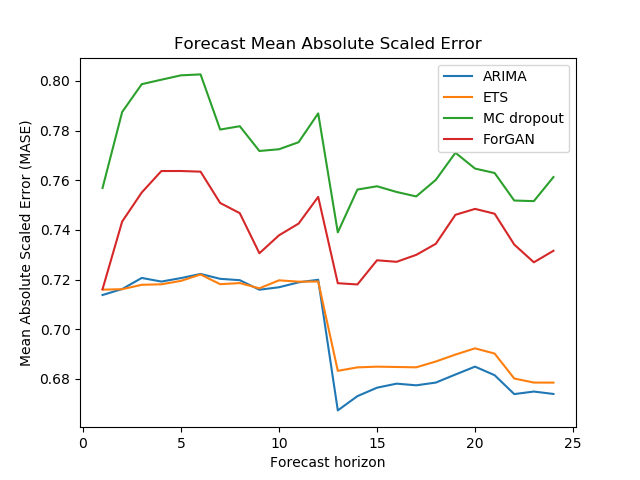 Forecast Mean Absolute Scaled Error
Mean Absolute Scaled Error (MASE)
0.80
0.78
0.76
0.74
0.72
0.70
0.68
ARIMA
ETS
MC dropout
ForGAN
0
5
10
15
20
25
Forecast horizon